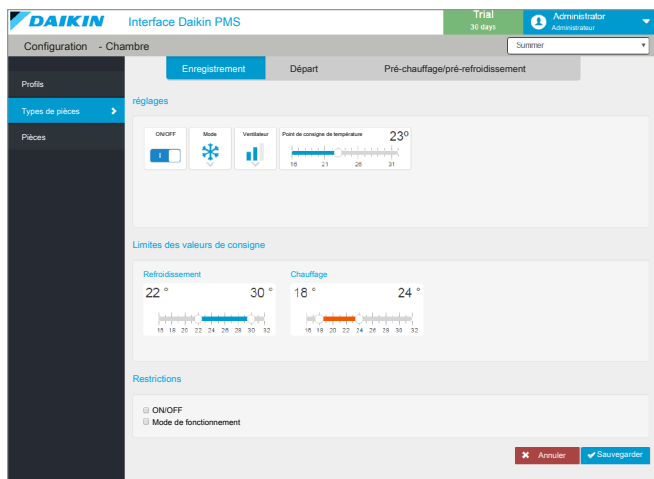 DAIKIN Interface Daikin PMS
Trial
30 days
Administrator
Administrateur
Configuration - Chambre
Summer
Profils
Types de pièces
Pièces
Enregistrement Départ Pré-chauffage/pré-refroidissement
réglages
ON/OFF Mode Ventilateur Point de consigne de température 23°
16 21 26 31
Limites des valeurs de consigne
Refroidissement Chauffage
22 ° 30 ° 18 ° 24 °
16 18 20 22 24 26 28 30 32 16 18 20 22 24 26 28 30 32
Restrictions
ON/OFF
Mode de fonctionnement
Annuler Sauvegarder